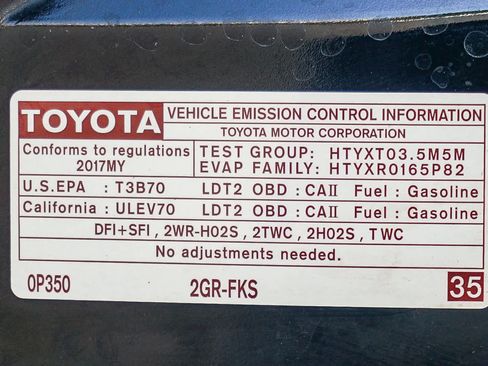 TOYOTA VEHICLE EMISSION CONTROL INFORMATION
TOYOTA MOTOR CORPORATION
Conforms to regulations TEST GROUP: HTYXT03.5M5M
2017MY EVAP FAMILY: HTYXR0165P82
U.S.EPA : T3B70 LDT2 OBD : CAII Fuel : Gasoline
California : ULEV70 LDT2 OBD : CAII Fuel : Gasoline
DFI+SFI, 2WR-HO2S, 2TWC, 2HO2S, TWC
No adjustments needed.
0P350 2GR-FKS 35